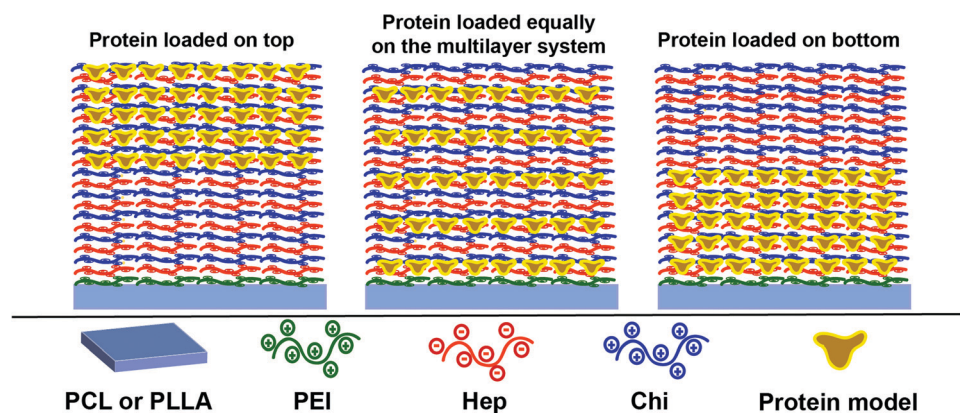 Protein loaded on top
Protein loaded equally
on the multilayer system
Protein loaded on bottom
PCL or PLLA
PEI
Hep
Chi
Protein model